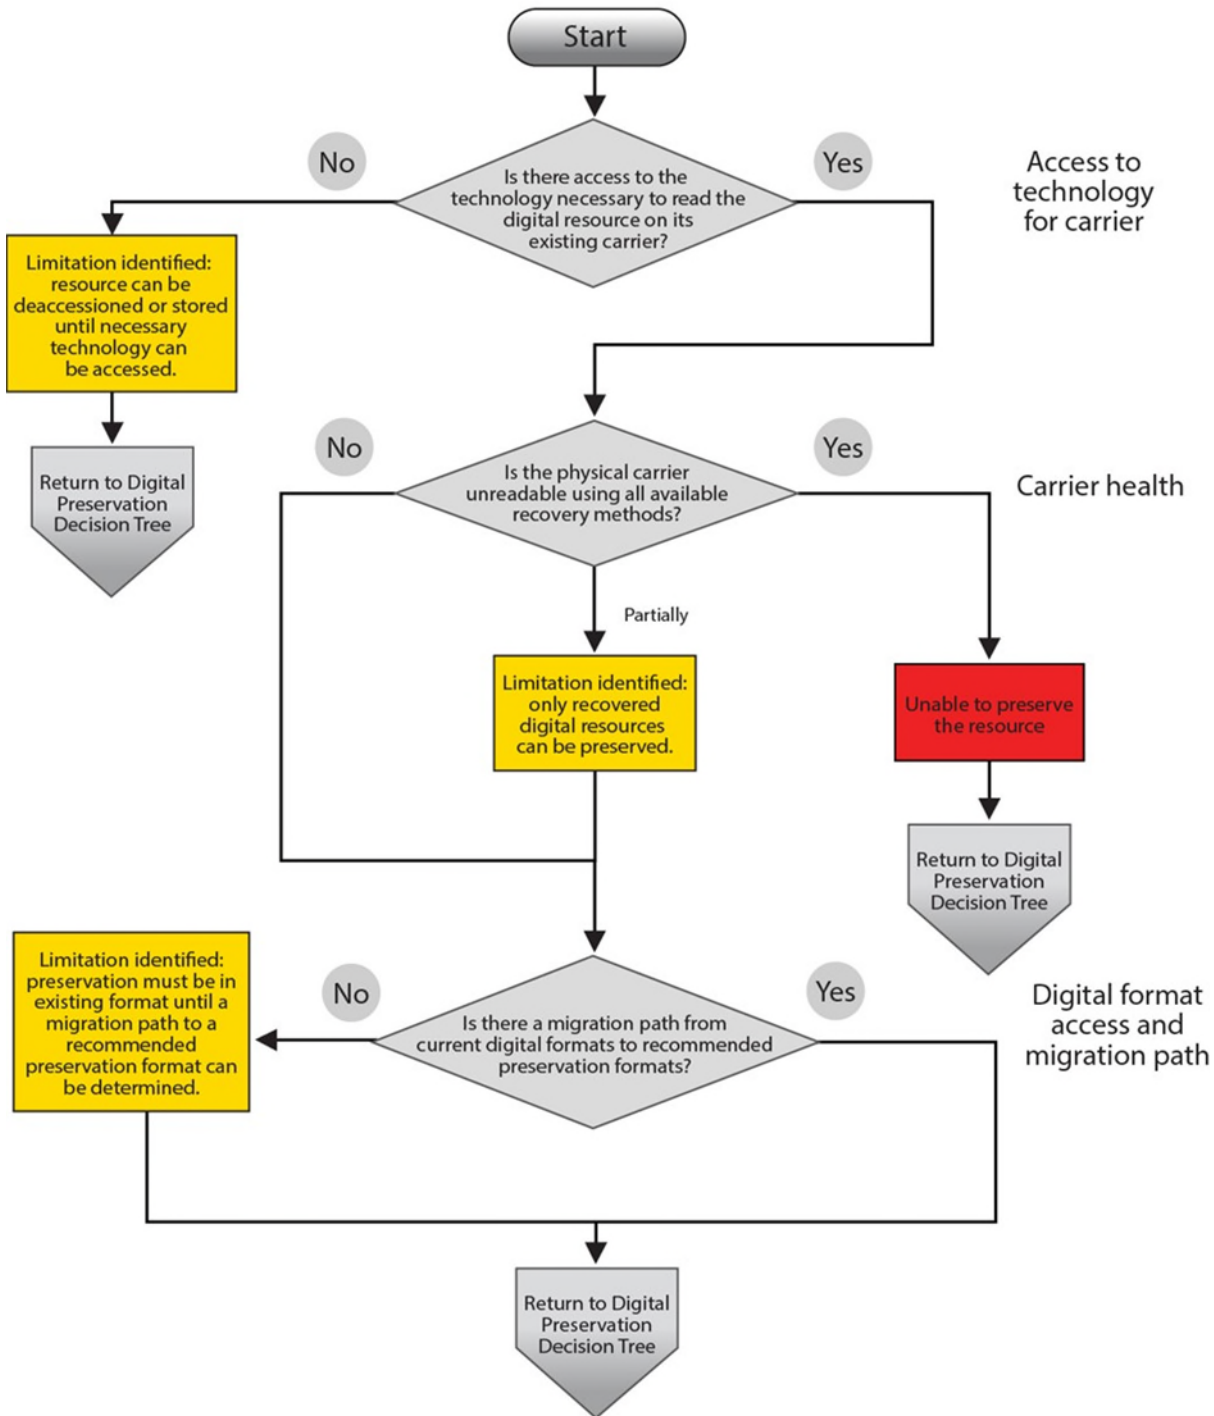 Start
No
Yes
Is there access to the
technology necessary to read the
digital resource on its
existing carrier?
Access to
technology
for carrier
Limitation identified:
resource can be
deaccessioned or stored
until necessary
technology can
be accessed.
Return to Digital
Preservation
Decision Tree
No
Yes
Is the physical carrier
unreadable using all available
recovery methods?
Carrier health
Partially
Limitation identified:
only recovered
digital resources
can be preserved.
Unable to preserve
the resource
Return to Digital
Preservation
Decision Tree
Limitation identified:
preservation must be in
existing format until a
migration path to a
recommended
preservation format can
be determined.
No
Yes
Is there a migration path from
current digital formats to recommended
preservation formats?
Digital format
access and
migration path
Return to Digital
Preservation
Decision Tree